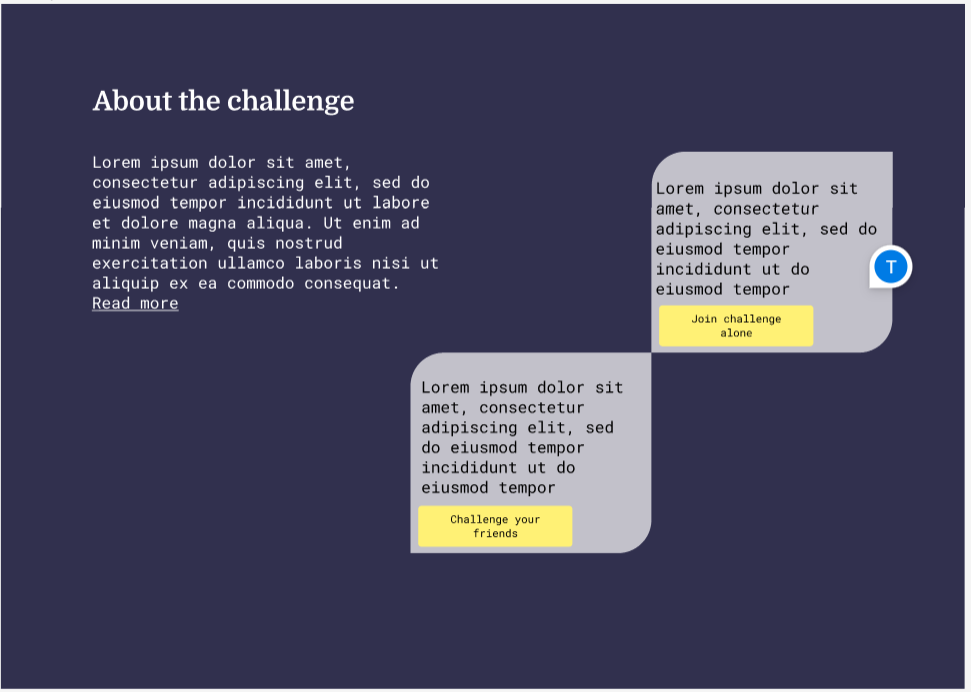 About the challenge
Lorem ipsum dolor sit amet,
consectetur adipiscing elit, sed do
eiusmod tempor incididunt ut labore
et dolore magna aliqua. Ut enim ad
minim veniam, quis nostrud
exercitation ullamco laboris nisi ut
aliquip ex ea commodo consequat.
Read more
Lorem ipsum dolor sit
amet, consectetur
adipiscing elit, sed do
eiusmod tempor
incididunt ut do
eiusmod tempor
T
Join challenge
alone
Lorem ipsum dolor sit
amet, consectetur
adipiscing elit, sed
do eiusmod tempor
incididunt ut do
eiusmod tempor
Challenge your
friends